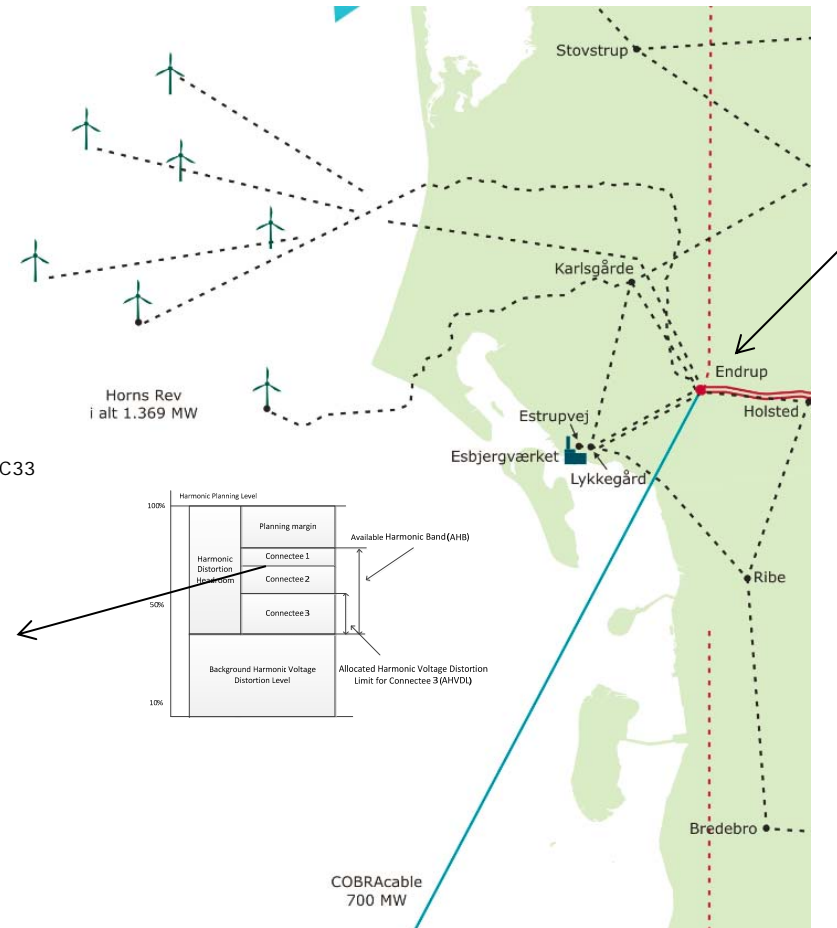 Stovstrup
Karlsgårde
Endrup
Horns Rev
i alt 1.369 MW
Holsted
Estrupvej
Esbjergværket
Lykkegård
C33
Harmonic Planning Level
100%
Planning margin
Available Harmonic Band (AHB)
Connectee 1
Harmonic
Distortion
Headroom
Connectee 2
Ribe
50%
Connectee 3
Background Harmonic Voltage
Distortion Level
Allocated Harmonic Voltage Distortion
Limit for Connectee 3 (AHVDL)
10%
Bredebro
COBRAcable
700 MW